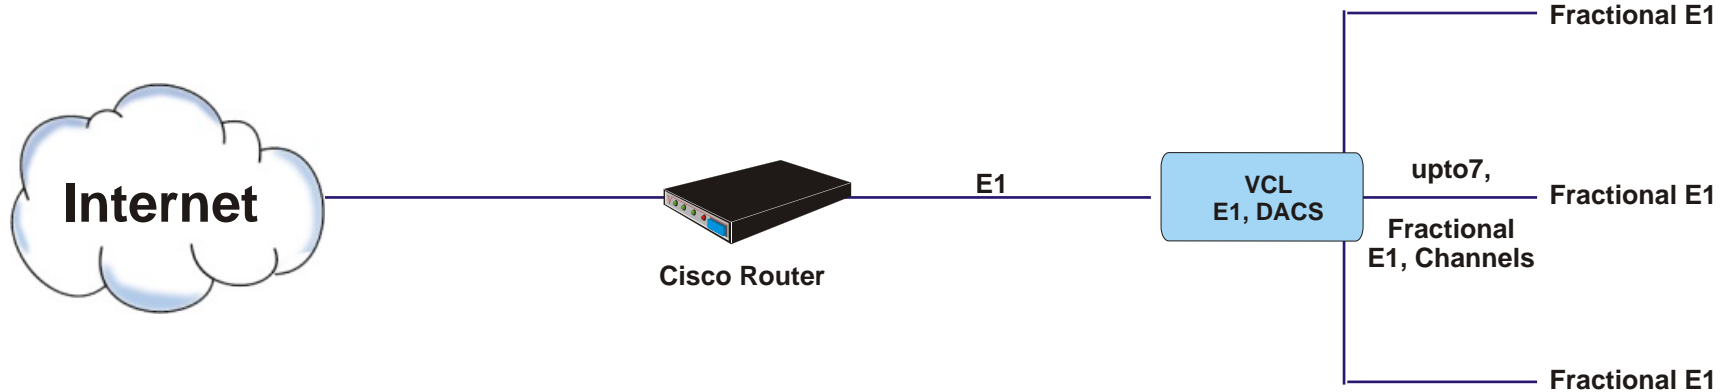 Fractional E1
Internet
Cisco Router
E1
VCL
E1, DACS
upto7,
Fractional
E1, Channels
Fractional E1
Fractional E1